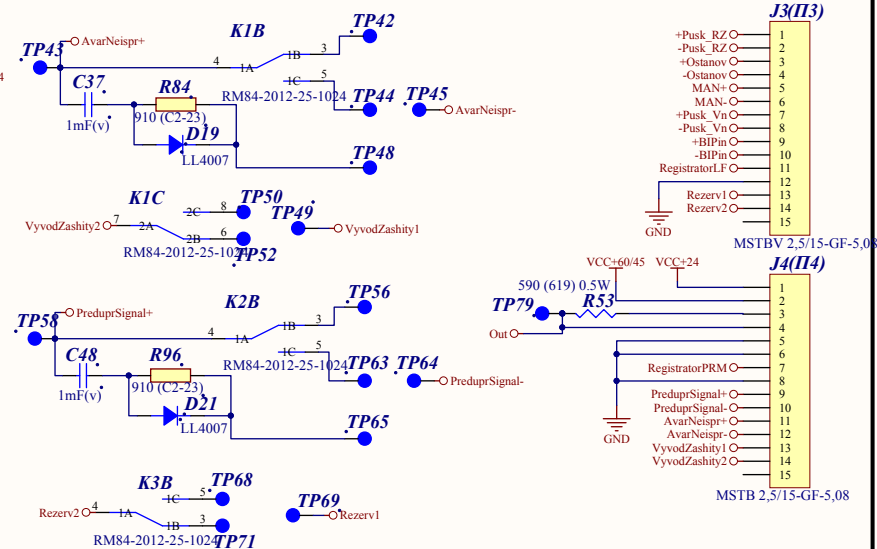 J3(П3)
K1B
TP42
AvarNeispr+
TP43
3
1B
4
1A
1C
5
C37
R84
RM84-2012-25-1024
TP44
TP45
AvarNeispr-
1mF(v)
910 (C2-23)
D19
LL4007
TP48
K1C
2C
8
TP50
TP49
VyvodZashity2
7
2A
VyvodZashity1
2B
6
RM84-2012-25-1024
TP52
+Pusk_RZ
1
-Pusk_RZ
2
+Ostanov
3
-Ostanov
4
MAN+
5
MAN-
6
+Pusk_Vn
7
-Pusk_Vn
8
+BIPin
9
-BIPin
10
RegistratorLF
11
12
Rezerv1
13
Rezerv2
14
15
GND
MSTBV 2,5/15-GF-5,08
J4(П4)
VCC+60/45
VCC+24
590 (619) 0.5W
TP79
R53
Out
1
2
3
4
5
6
RegistratorPRM
7
8
PreduprSignal+
9
PreduprSignal-
10
AvarNeispr+
11
AvarNeispr-
12
VyvodZashity1
13
VyvodZashity2
14
15
GND
MSTB 2,5/15-GF-5,08
K2B
TP56
PreduprSignal+
TP58
3
1B
4
1A
1C
5
C48
R96
RM84-2012-25-1024
TP63
TP64
PreduprSignal-
1mF(v)
910 (C2-23)
D21
LL4007
TP65
K3B
TP68
1C
5
TP69
Rezerv2
4
1A
Rezerv1
1B
3
RM84-2012-25-1024
TP71